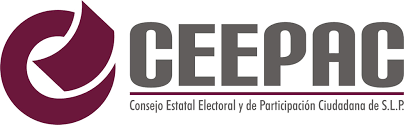 CEEPAC
Consejo Estatal Electoral y de Participación Ciudadana de S.L.P.